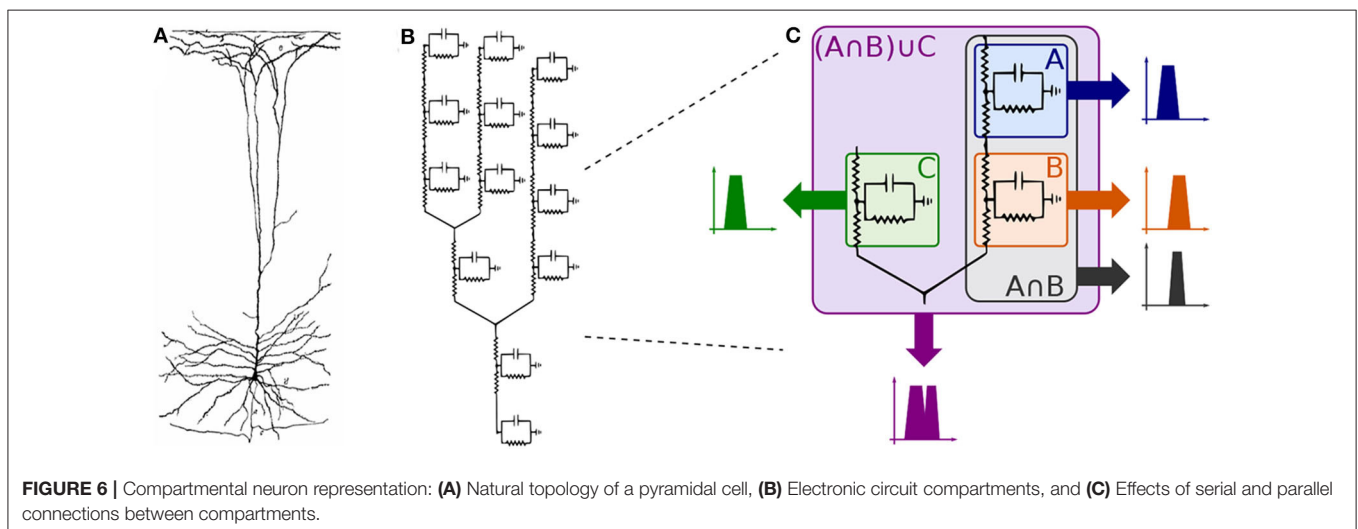 A
B
C
(A∩B)∪C
A
C
B
A∩B
FIGURE 6 | Compartmental neuron representation: (A) Natural topology of a pyramidal cell, (B) Electronic circuit compartments, and (C) Effects of serial and parallel
connections between compartments.